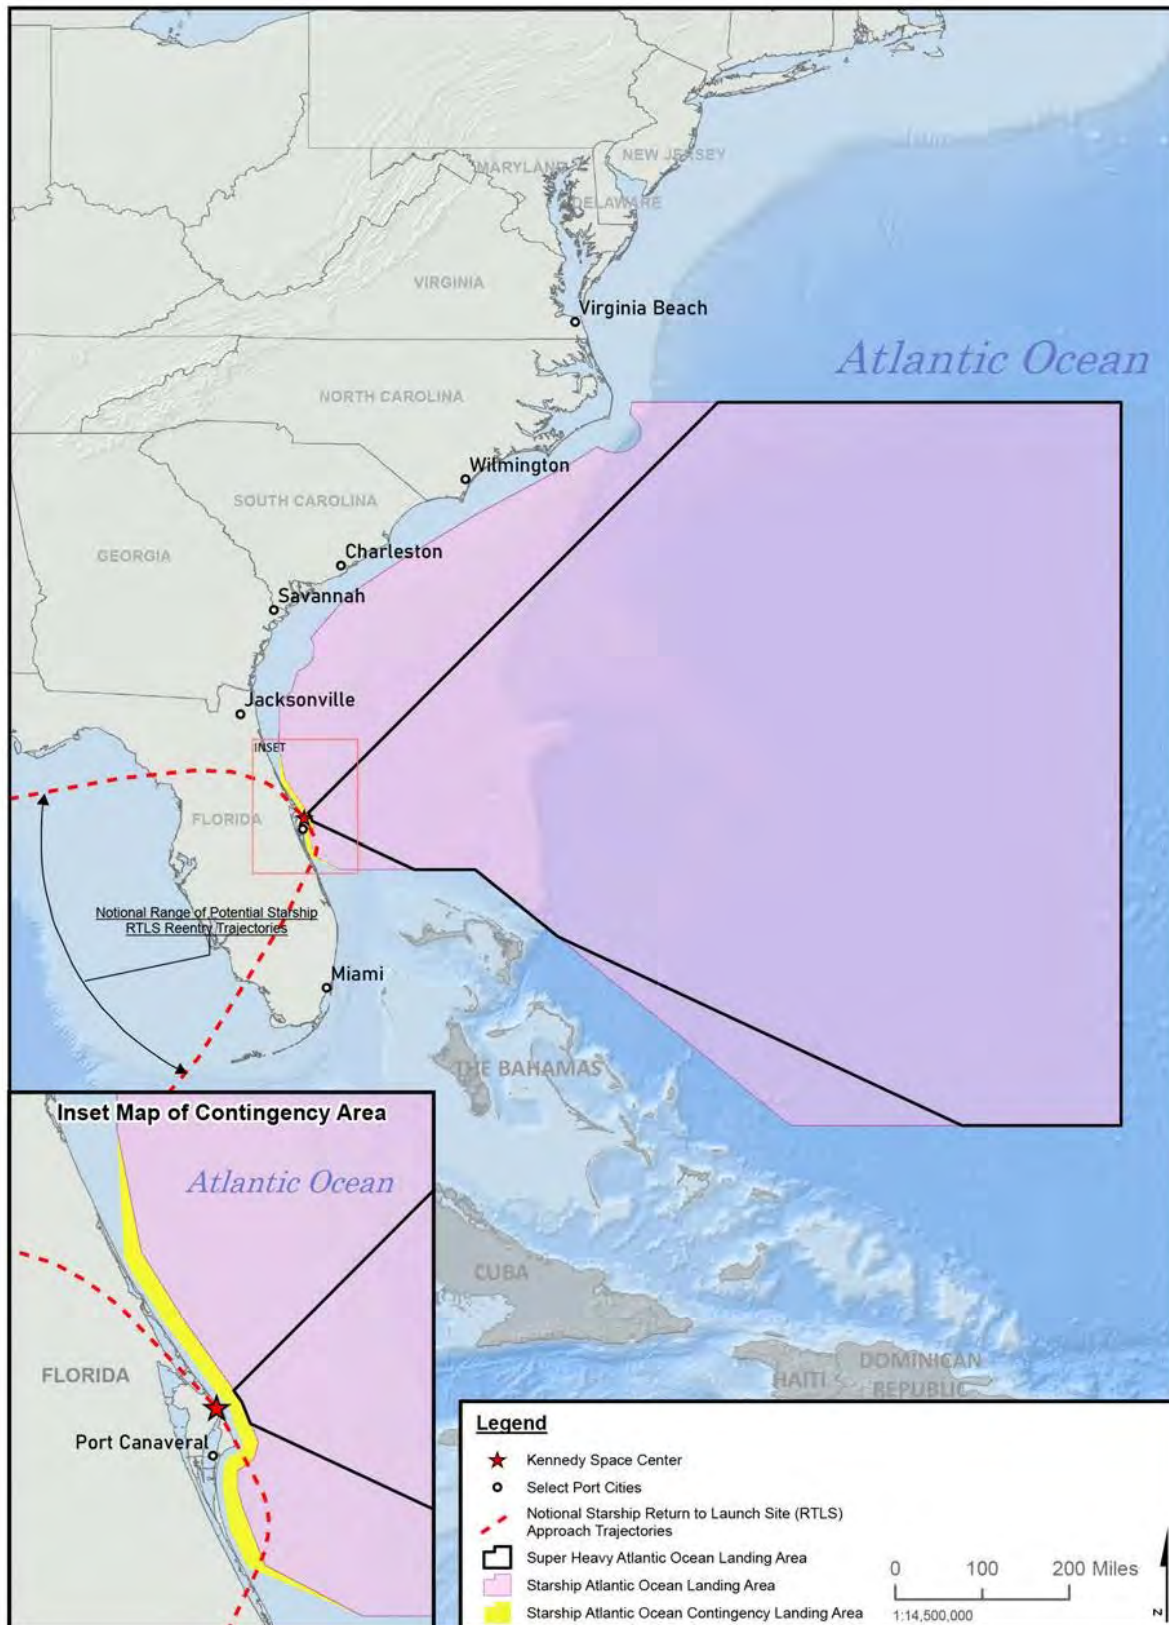 MARYLAND
NEW JERSEY
DELAWARE
VIRGINIA
Virginia Beach
Atlantic Ocean
NORTH CAROLINA
Wilmington
SOUTH CAROLINA
Charleston
GEORGIA
Savannah
Jacksonville
INSET
FLORIDA
Notional Range of Potential Starship
RTLS Reentry Trajectories
Miami
THE BAHAMAS
CUBA
HAITI
DOMINICAN
REPUBLIC
Inset Map of Contingency Area
Atlantic Ocean
FLORIDA
Port Canaveral
Legend
Kennedy Space Center
Select Port Cities
Notional Starship Return to Launch Site (RTLS)
Approach Trajectories
Super Heavy Atlantic Ocean Landing Area
Starship Atlantic Ocean Landing Area
Starship Atlantic Ocean Contingency Landing Area
0 100 200 Miles
1:14,500,000
N